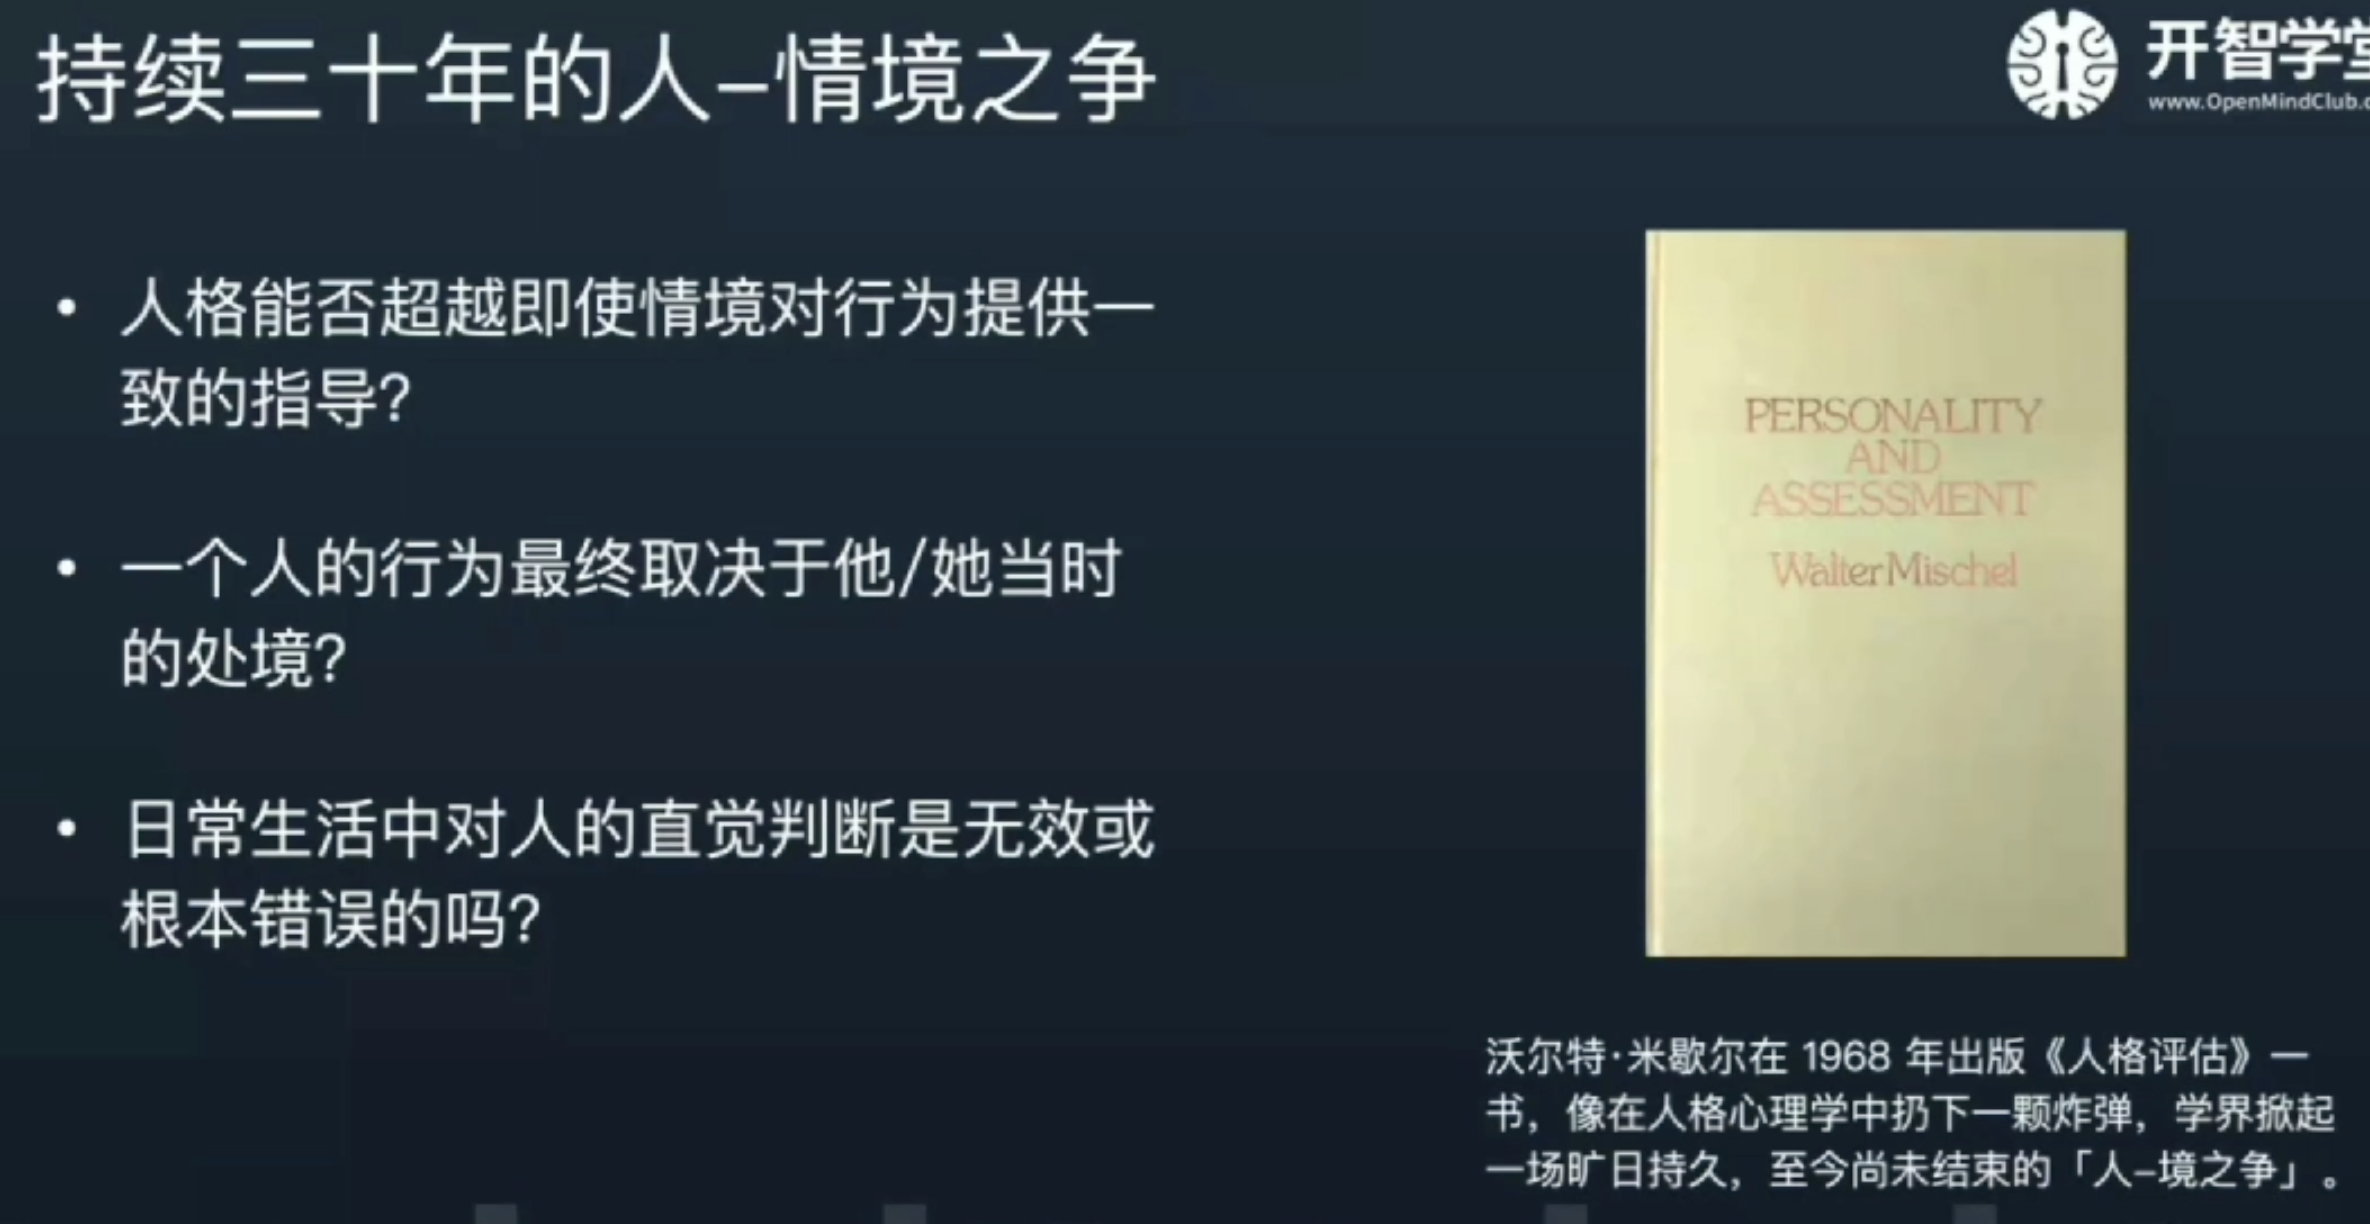 持续三十年的人–情境之争
开智学堂
www.OpenMindClub.c
• 人格能否超越即使情境对行为提供一
致的指导?
• 一个人的行为最终取决于他/她当时
的处境?
• 日常生活中对人的直觉判断是无效或
根本错误的吗?
PERSONALITY
AND
ASSESSMENT
Walter Mischel
沃尔特·米歇尔在 1968 年出版《人格评估》一
书，像在人格心理学中扔下一颗炸弹，学界掀起
一场旷日持久，至今尚未结束的「人–境之争」。